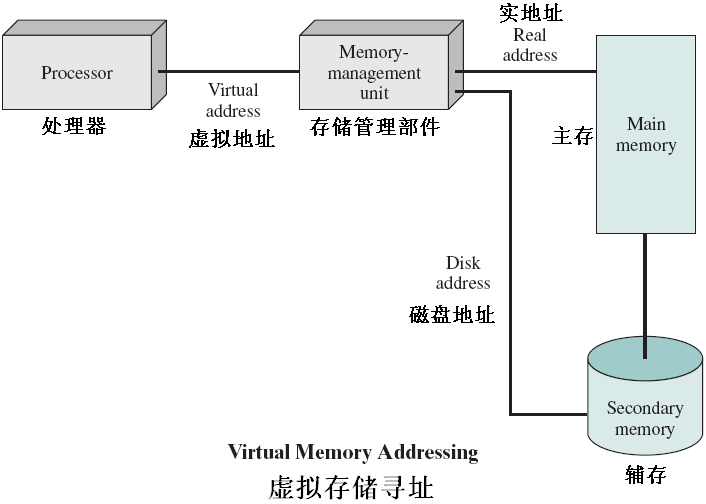 Processor
处理器
Virtual
address
虚拟地址
Memory-
management
unit
存储管理部件
实地址
Real
address
主存
Main
memory
Disk
address
磁盘地址
Secondary
memory
辅存
Virtual Memory Addressing
虚拟存储寻址